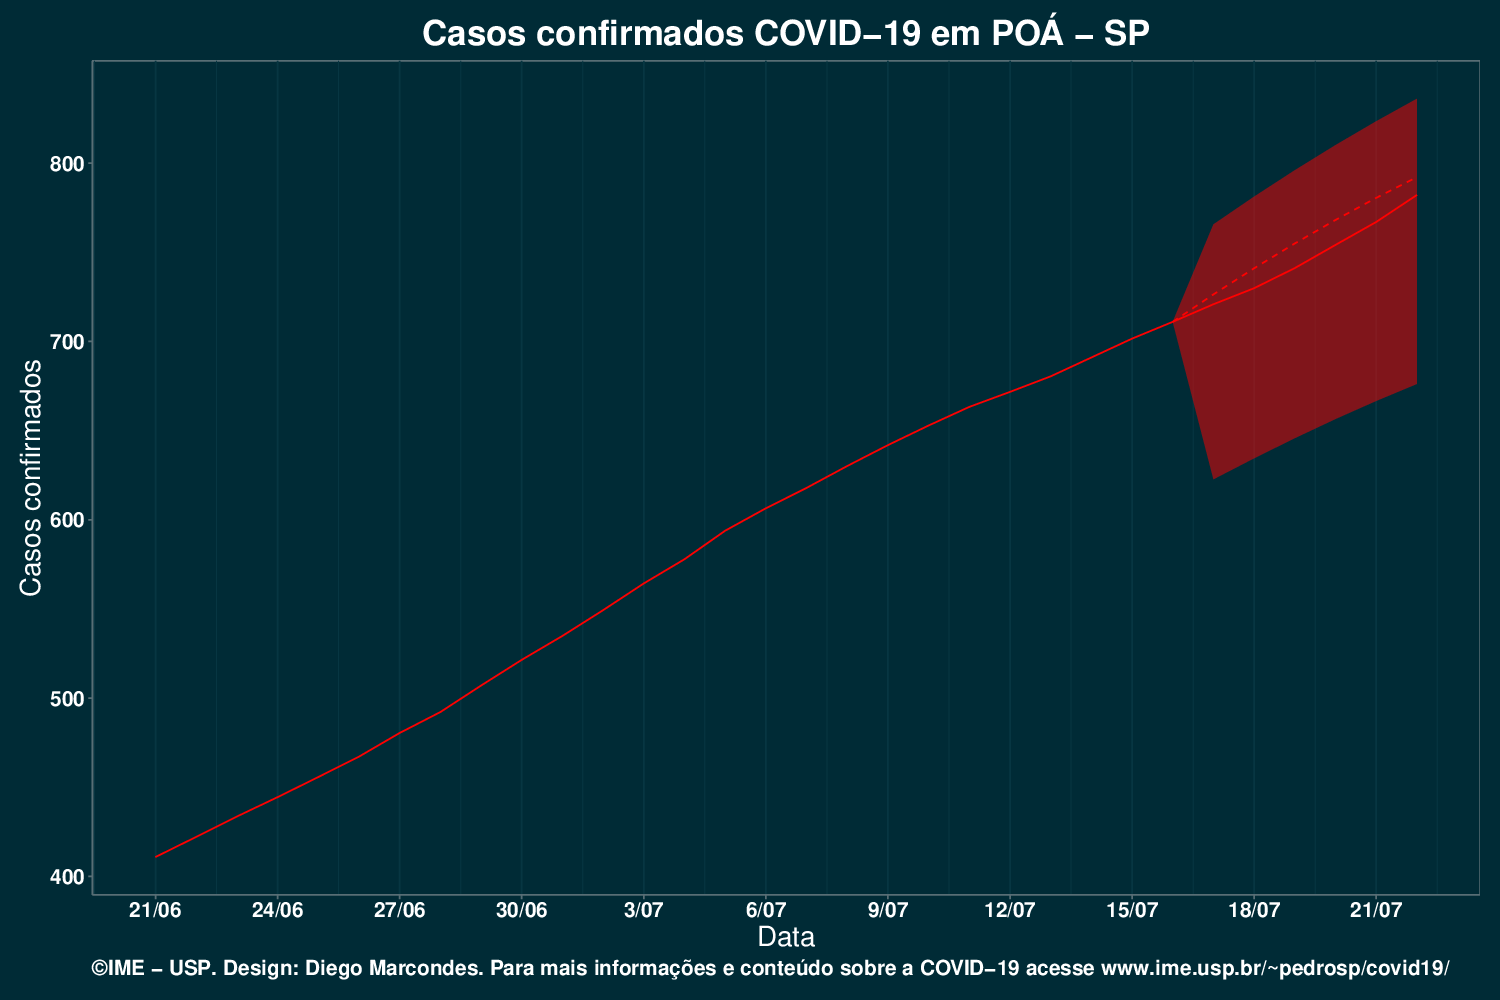 Casos confirmados COVID−19 em POÁ − SP
Casos confirmados
800
700
600
500
400
21/06 24/06 27/06 30/06 3/07 6/07 9/07 12/07 15/07 18/07 21/07
Data
©IME − USP. Design: Diego Marcondes. Para mais informações e conteúdo sobre a COVID−19 acesse www.ime.usp.br/~pedrosp/covid19/